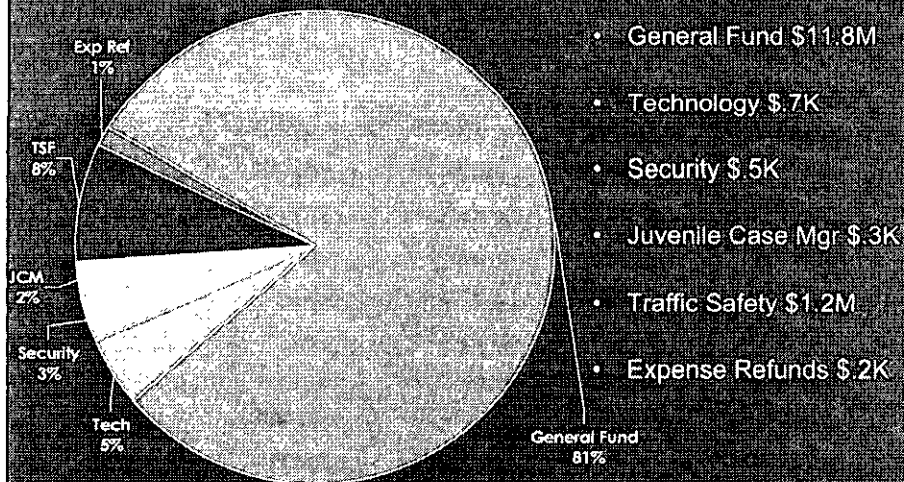 Exp Ref
1%
TSF
8%
JCM
2%
Security
3%
Tech
5%
General Fund
81%
• General Fund $11.8M
• Technology $.7K
• Security $.5K
• Juvenile Case Mgr $.3K
• Traffic Safety $1.2M
• Expense Refunds $.2K